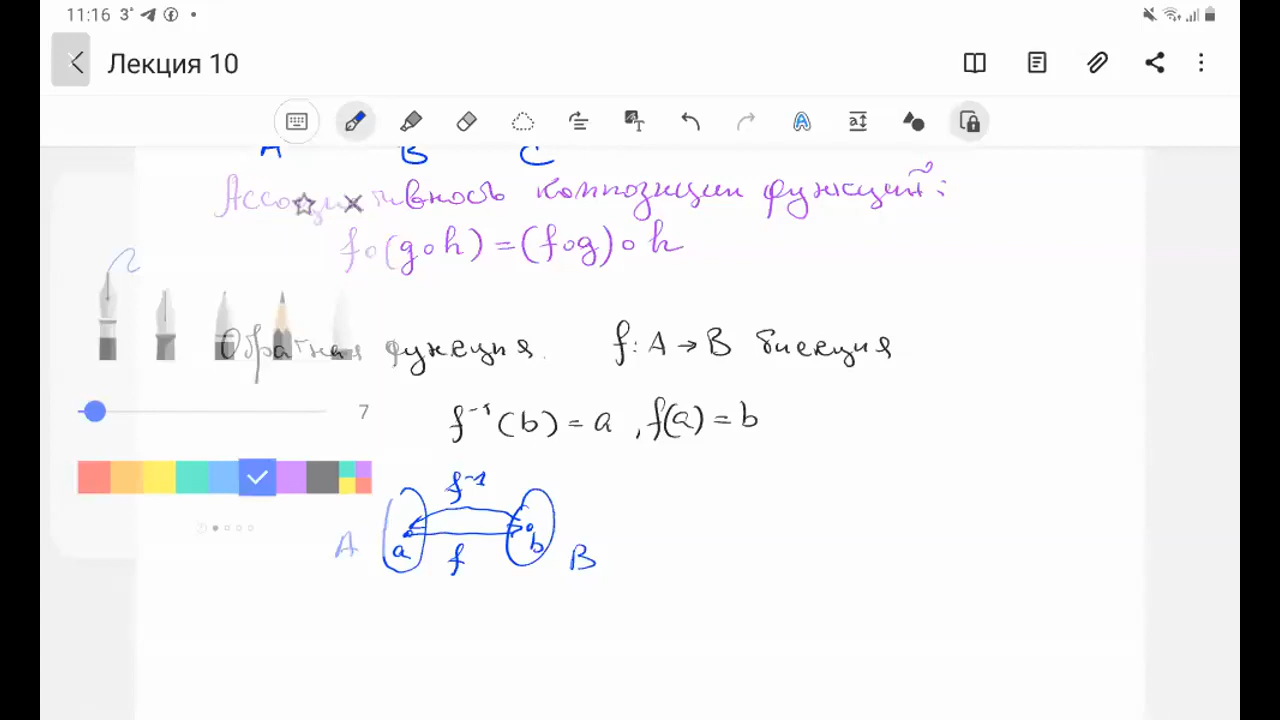 11:16 3°
Лекция 10
A B C
Ассоциативность композиции функций:
f∘(g∘h) = (f∘g)∘h
Обратная функция. f: A → B биекция
7
f⁻¹(b) = a, f(a) = b
f⁻¹
A a f b B